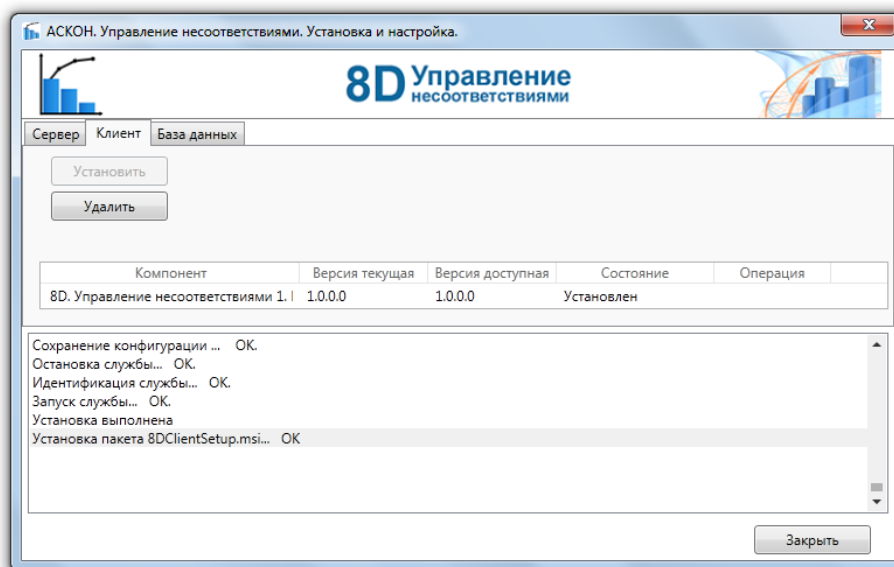 АСКОН. Управление несоответствиями. Установка и настройка.
8D Управление
несоответствиями
Сервер Клиент База данных
Установить
Удалить
Компонент Версия текущая Версия доступная Состояние Операция
8D. Управление несоответствиями 1. 1.0.0.0 1.0.0.0 Установлен
Сохранение конфигурации ... OK.
Остановка службы... OK.
Идентификация службы... OK.
Запуск службы... OK.
Установка выполнена
Установка пакета 8DClientSetup.msi... OK
Закрыть